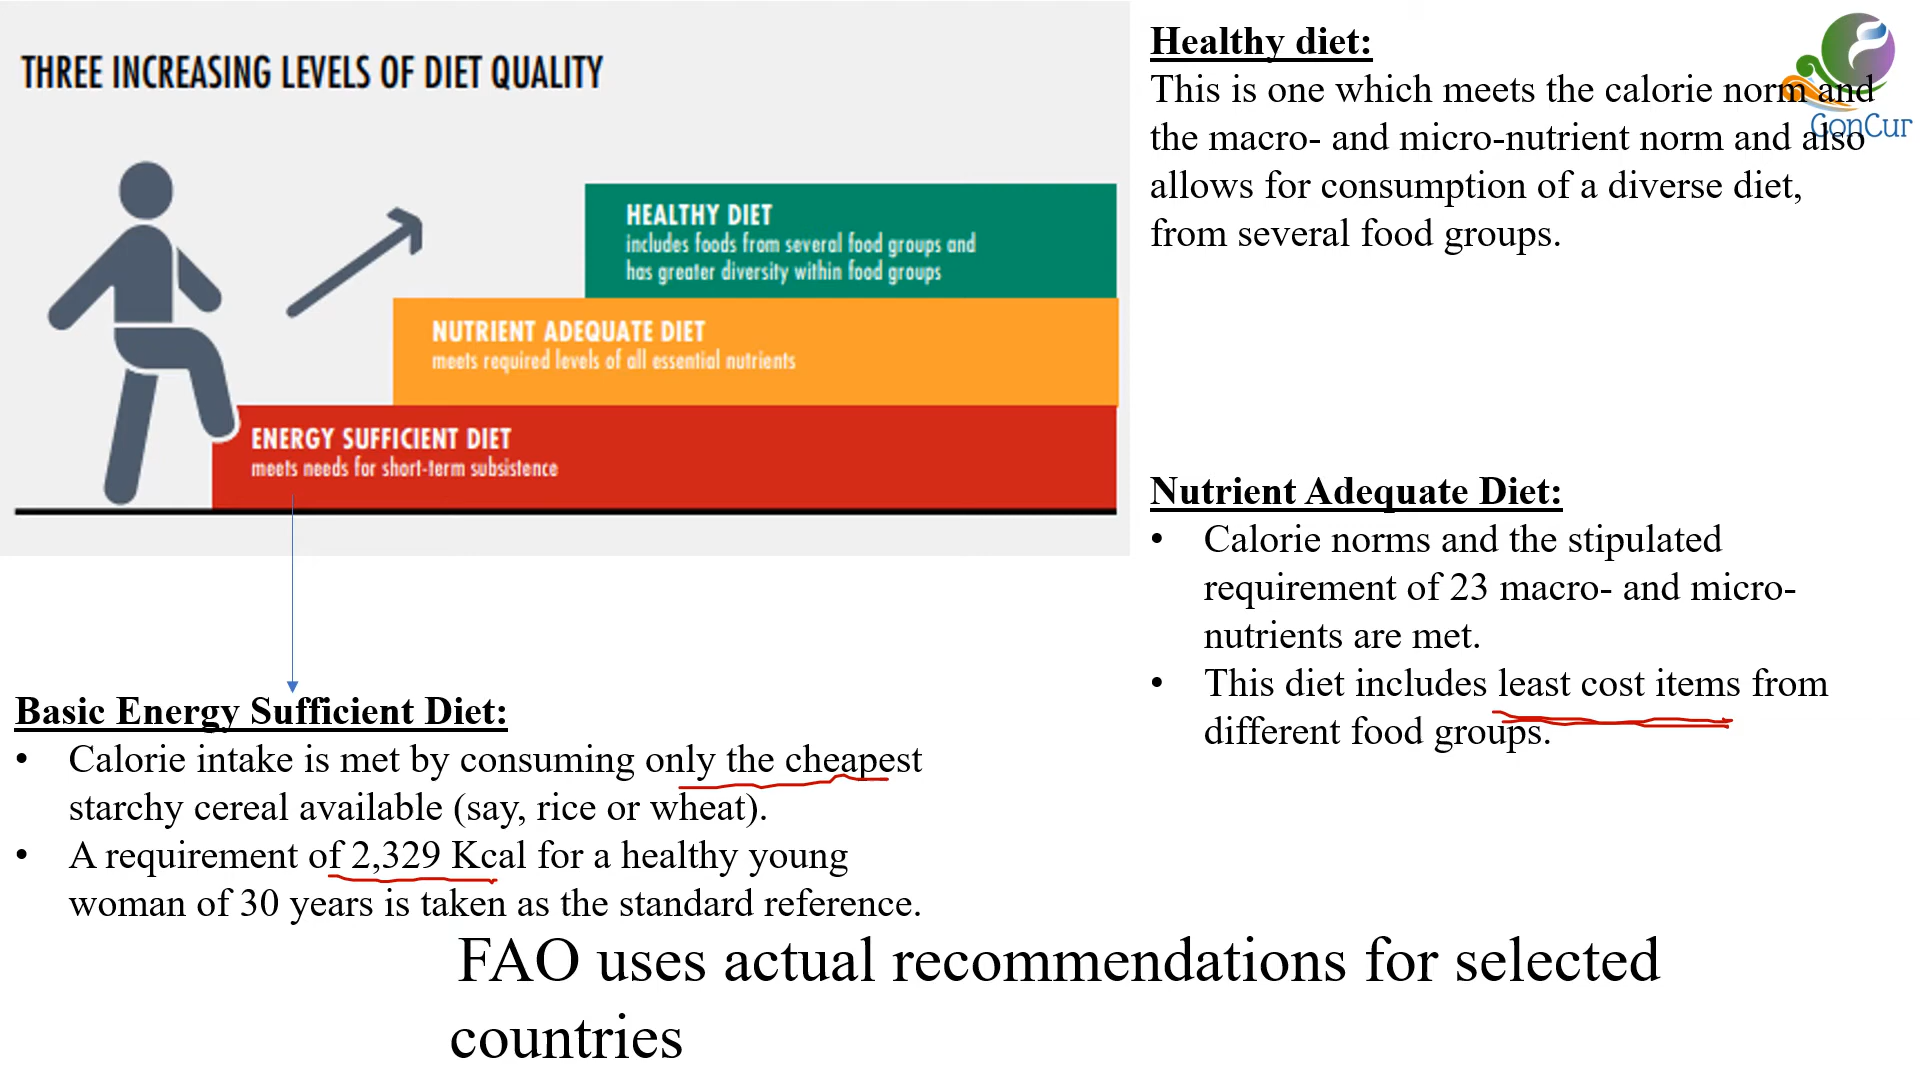 THREE INCREASING LEVELS OF DIET QUALITY
HEALTHY DIET
includes foods from several food groups and
has greater diversity within food groups
NUTRIENT ADEQUATE DIET
meets required levels of all essential nutrients
ENERGY SUFFICIENT DIET
meets needs for short-term subsistence
Healthy diet:
This is one which meets the calorie norm and
the macro- and micro-nutrient norm and also
allows for consumption of a diverse diet,
from several food groups.
ConCur
Nutrient Adequate Diet:
• Calorie norms and the stipulated
requirement of 23 macro- and micro-
nutrients are met.
• This diet includes least cost items from
different food groups.
Basic Energy Sufficient Diet:
• Calorie intake is met by consuming only the cheapest
starchy cereal available (say, rice or wheat).
• A requirement of 2,329 Kcal for a healthy young
woman of 30 years is taken as the standard reference.
FAO uses actual recommendations for selected
countries